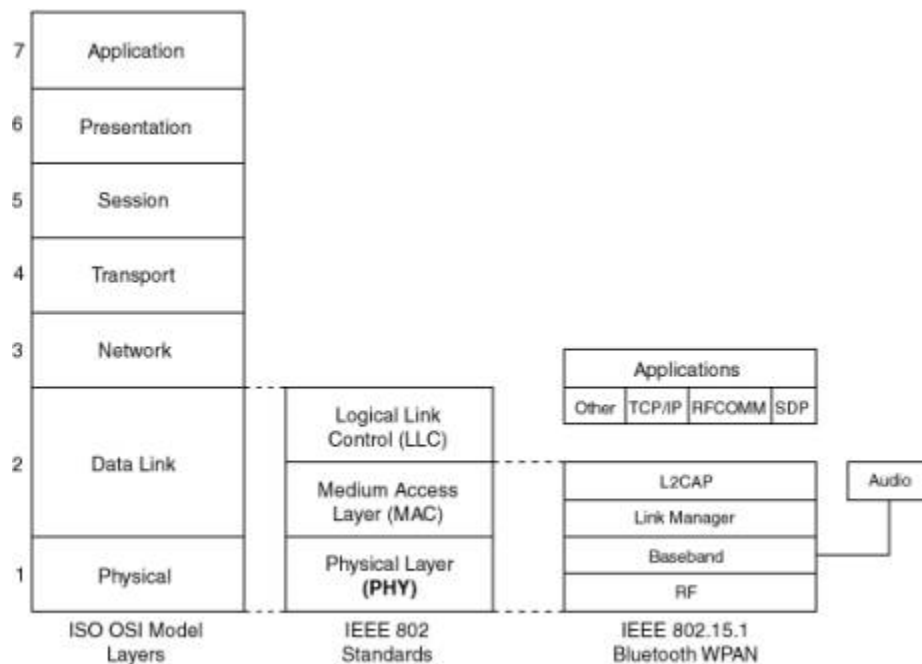 7
Application
6
Presentation
5
Session
4
Transport
3
Network
2
Data Link
1
Physical
ISO OSI Model
Layers
Logical Link
Control (LLC)
Medium Access
Layer (MAC)
Physical Layer
(PHY)
IEEE 802
Standards
Applications
Other TCP/IP RFCOMM SDP
L2CAP
Link Manager
Baseband
RF
Audio
IEEE 802.15.1
Bluetooth WPAN